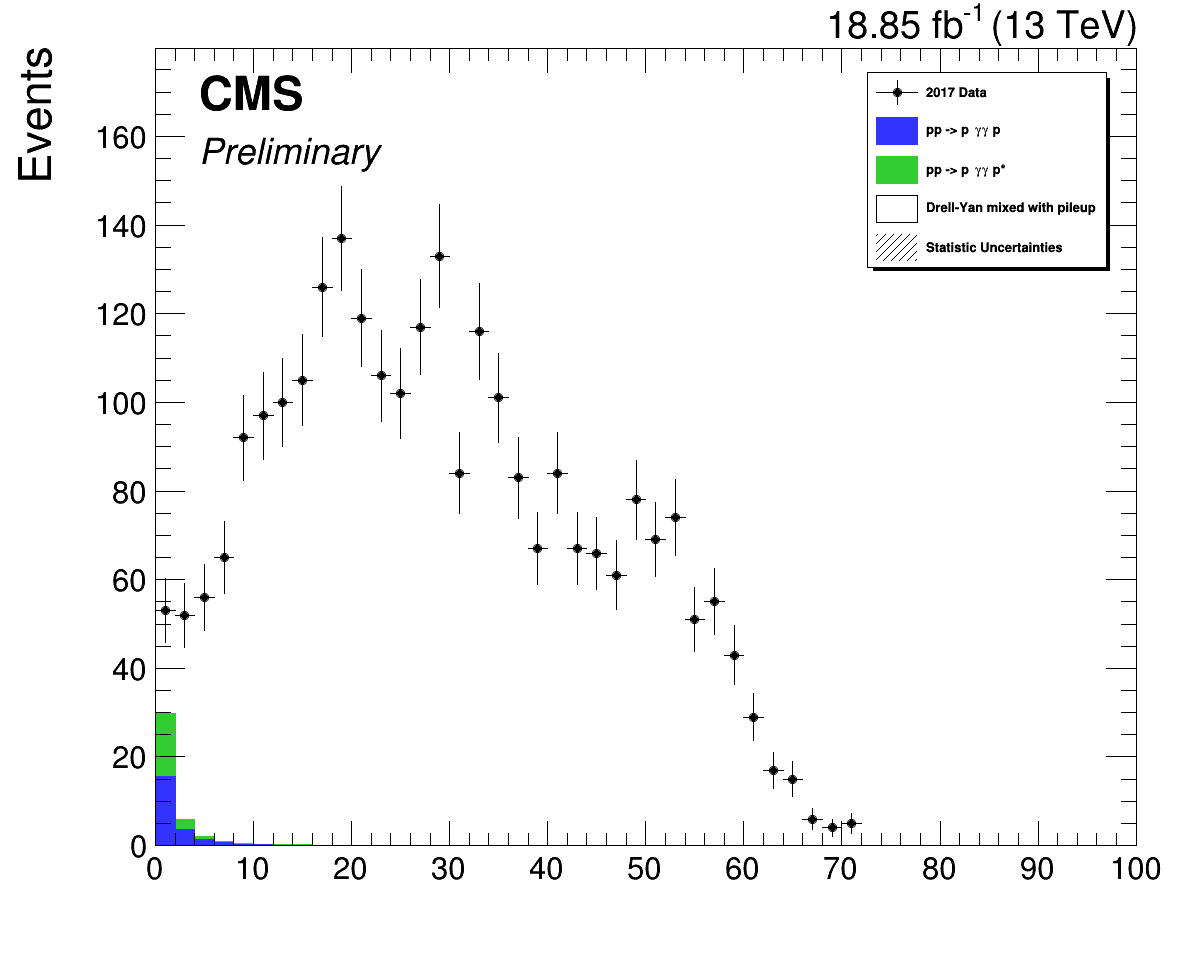 18.85 fb-1 (13 TeV)
Events
CMS
Preliminary
2017 Data
pp -> p γγ p
pp -> p γγ p*
Drell-Yan mixed with pileup
Statistic Uncertainties
160
140
120
100
80
60
40
20
0
0 10 20 30 40 50 60 70 80 90 100